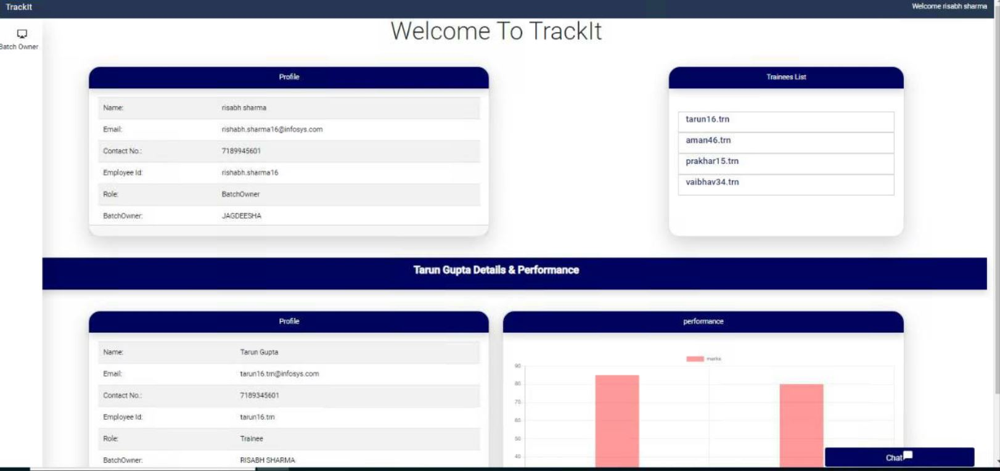 TrackIt
Welcome risabh sharma
Batch Owner
Welcome To TrackIt
Profile
Name: risabh sharma
Email: rishabh.sharma16@infosys.com
Contact No.: 7189945601
Employee Id: rishabh.sharma16
Role: BatchOwner
BatchOwner: JAGDEESHA
Trainees List
tarun16.trn
aman46.trn
prakhar15.trn
vaibhav34.trn
Tarun Gupta Details & Performance
Profile
Name: Tarun Gupta
Email: tarun16.trn@infosys.com
Contact No.: 7189345601
Employee Id: tarun16.trn
Role: Trainee
BatchOwner: RISABH SHARMA
performance
marks
90
80
70
60
50
40
Chat